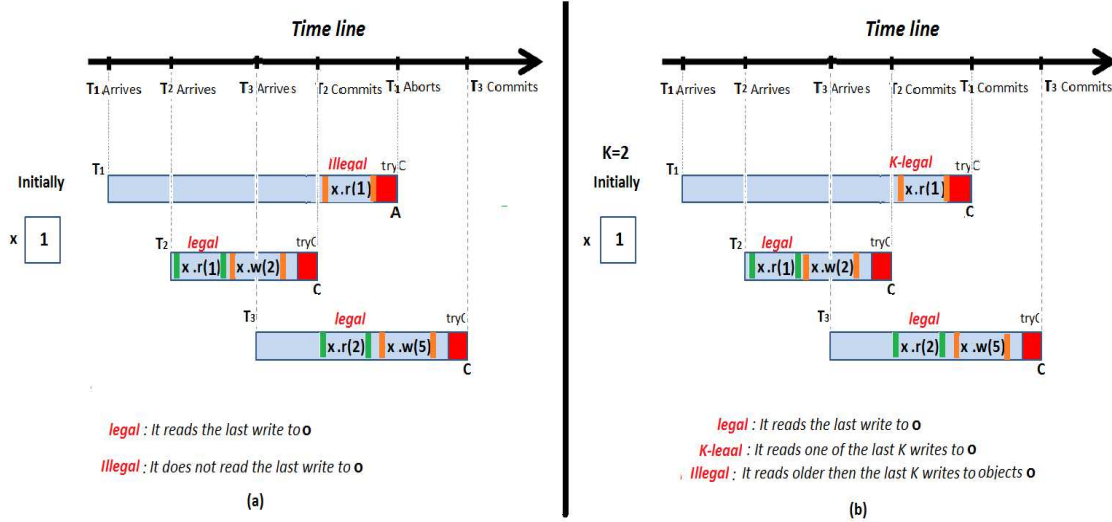 Time line
T1 Arrives T2 Arrives T3 Arrives T2 Commits T1 Aborts T3 Commits
Illegal tryC
T1
Initially
x.r(1)
A
x 1
T2 legal tryC
x .r(1) x .w(2)
C
T3 legal tryC
x .r(2) x .w(5)
C
legal : It reads the last write to o
Illegal : It does not read the last write to o
(a)
Time line
T1 Arrives T2 Arrives T3 Arrives T2 Commits T1 Commits T3 Commits
K=2
K-legal tryC
T1
Initially
x.r(1)
C
x 1
T2 legal tryC
x .r(1) x .w(2)
C
T3 legal tryC
x .r(2) x .w(5)
C
legal : It reads the last write to o
K-leaal : It reads one of the last K writes to o
Illegal : It reads older then the last K writes to objects o
(b)